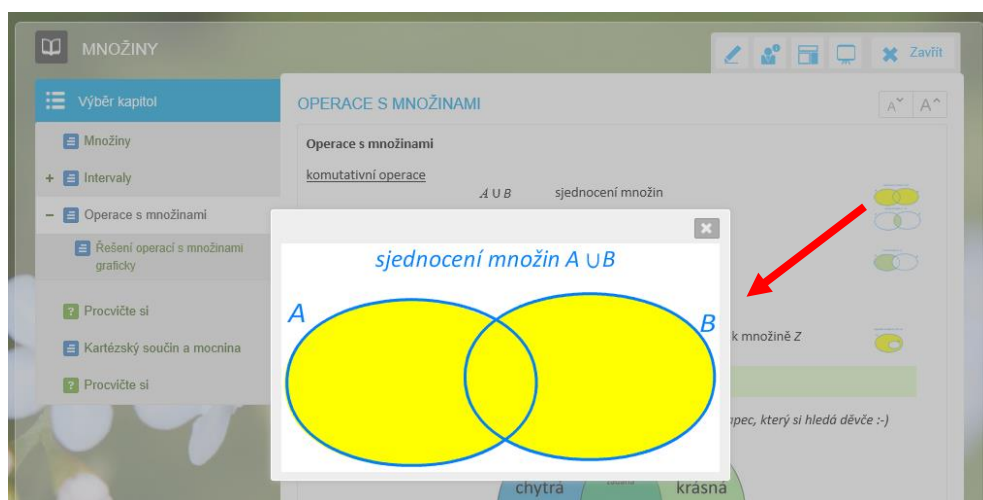 MNOŽINY
Zavřít
Výběr kapitol
Množiny
+ Intervaly
− Operace s množinami
Řešení operací s množinami
graficky
? Procvičte si
Kartézský součin a mocnina
? Procvičte si
OPERACE S MNOŽINAMI
A˅ A^
Operace s množinami
komutativní operace
A ∪ B sjednocení množin
sjednocení množin A ∪ B
A
B
k množině Z
který si hledá děvče :-)
chytrá
krásná